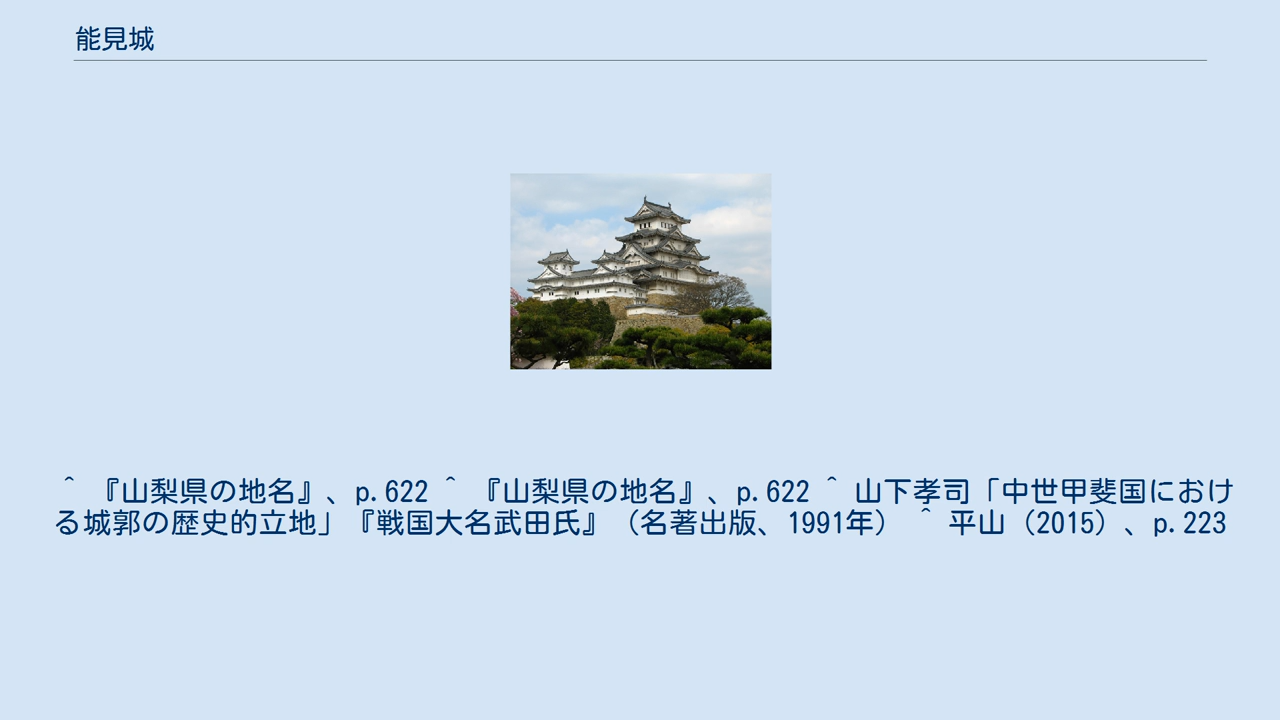 能見城
^ 『山梨県の地名』、p.622 ^ 『山梨県の地名』、p.622 ^ 山下孝司「中世甲斐国におけ
る城郭の歴史的立地」『戦国大名武田氏』（名著出版、1991年） ^ 平山（2015）、p.223